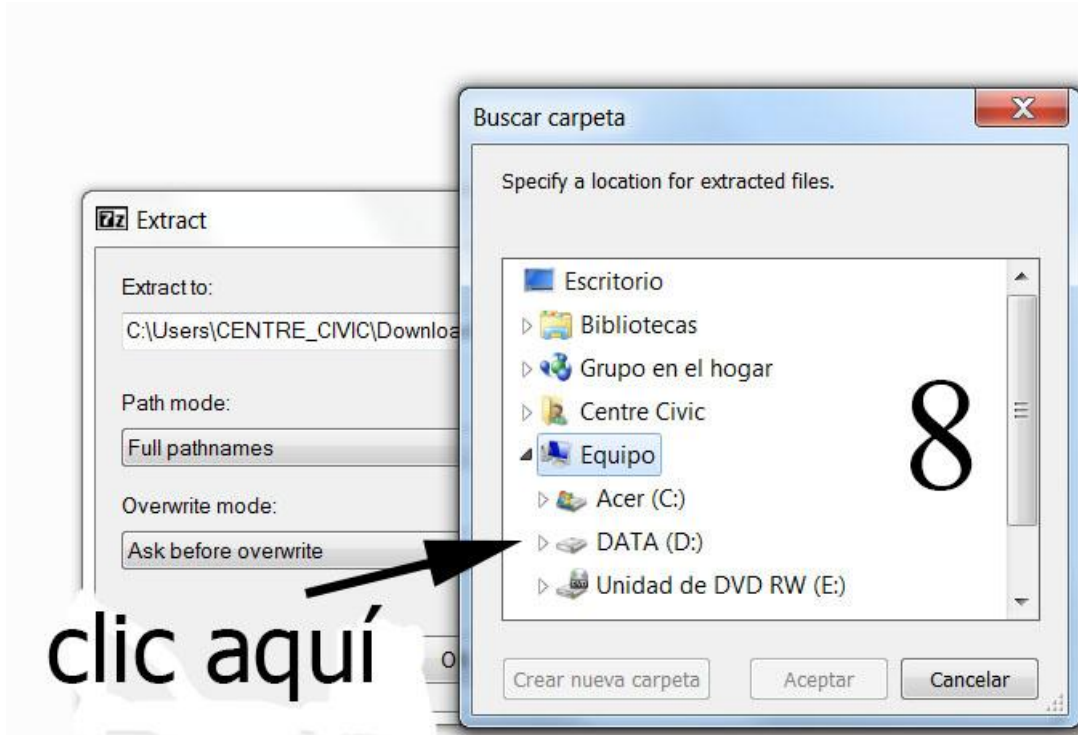 Buscar carpeta
X
Specify a location for extracted files.
7z Extract
Extract to:
C:\Users\CENTRE_CIVIC\Downloa
Path mode:
Full pathnames
Overwrite mode:
Ask before overwrite
Escritorio
Bibliotecas
Grupo en el hogar
Centre Civic
Equipo
Acer (C:)
DATA (D:)
Unidad de DVD RW (E:)
8
clic aquí
O
Crear nueva carpeta
Aceptar
Cancelar